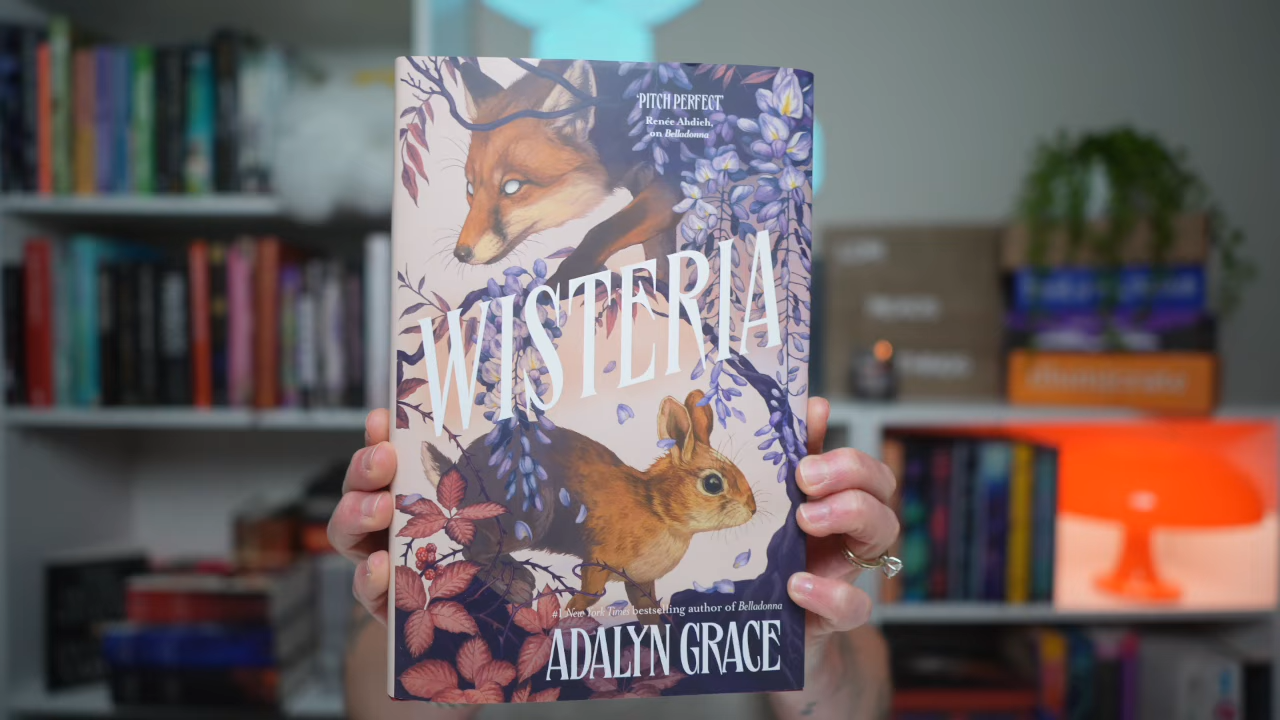 'PITCH PERFECT'
Renée Ahdieh,
on Belladonna
WISTERIA
#1 New York Times bestselling author of Belladonna
ADALYN GRACE